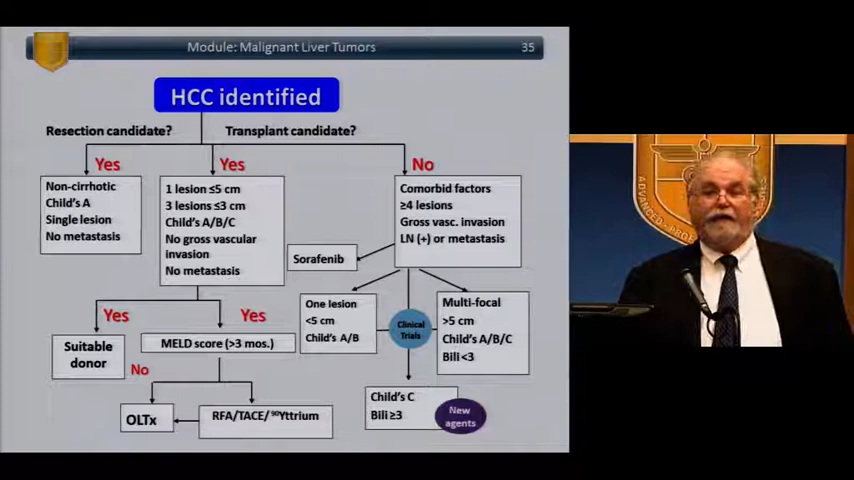 Module: Malignant Liver Tumors
35
HCC identified
Resection candidate?
Transplant candidate?
Yes
Yes
No
Non-cirrhotic
Child's A
Single lesion
No metastasis
1 lesion ≤5 cm
3 lesions ≤3 cm
Child's A/B/C
No gross vascular
invasion
No metastasis
Comorbid factors
≥4 lesions
Gross vasc. invasion
LN (+) or metastasis
Sorafenib
Yes
Yes
One lesion
<5 cm
Child's A/B
Clinical
Trials
Multi-focal
>5 cm
Child's A/B/C
Bili <3
Suitable
donor
No
MELD score (>3 mos.)
OLTx
RFA/TACE/ ⁹⁰Yttrium
Child's C
Bili ≥3
New
agents
ADVANCED